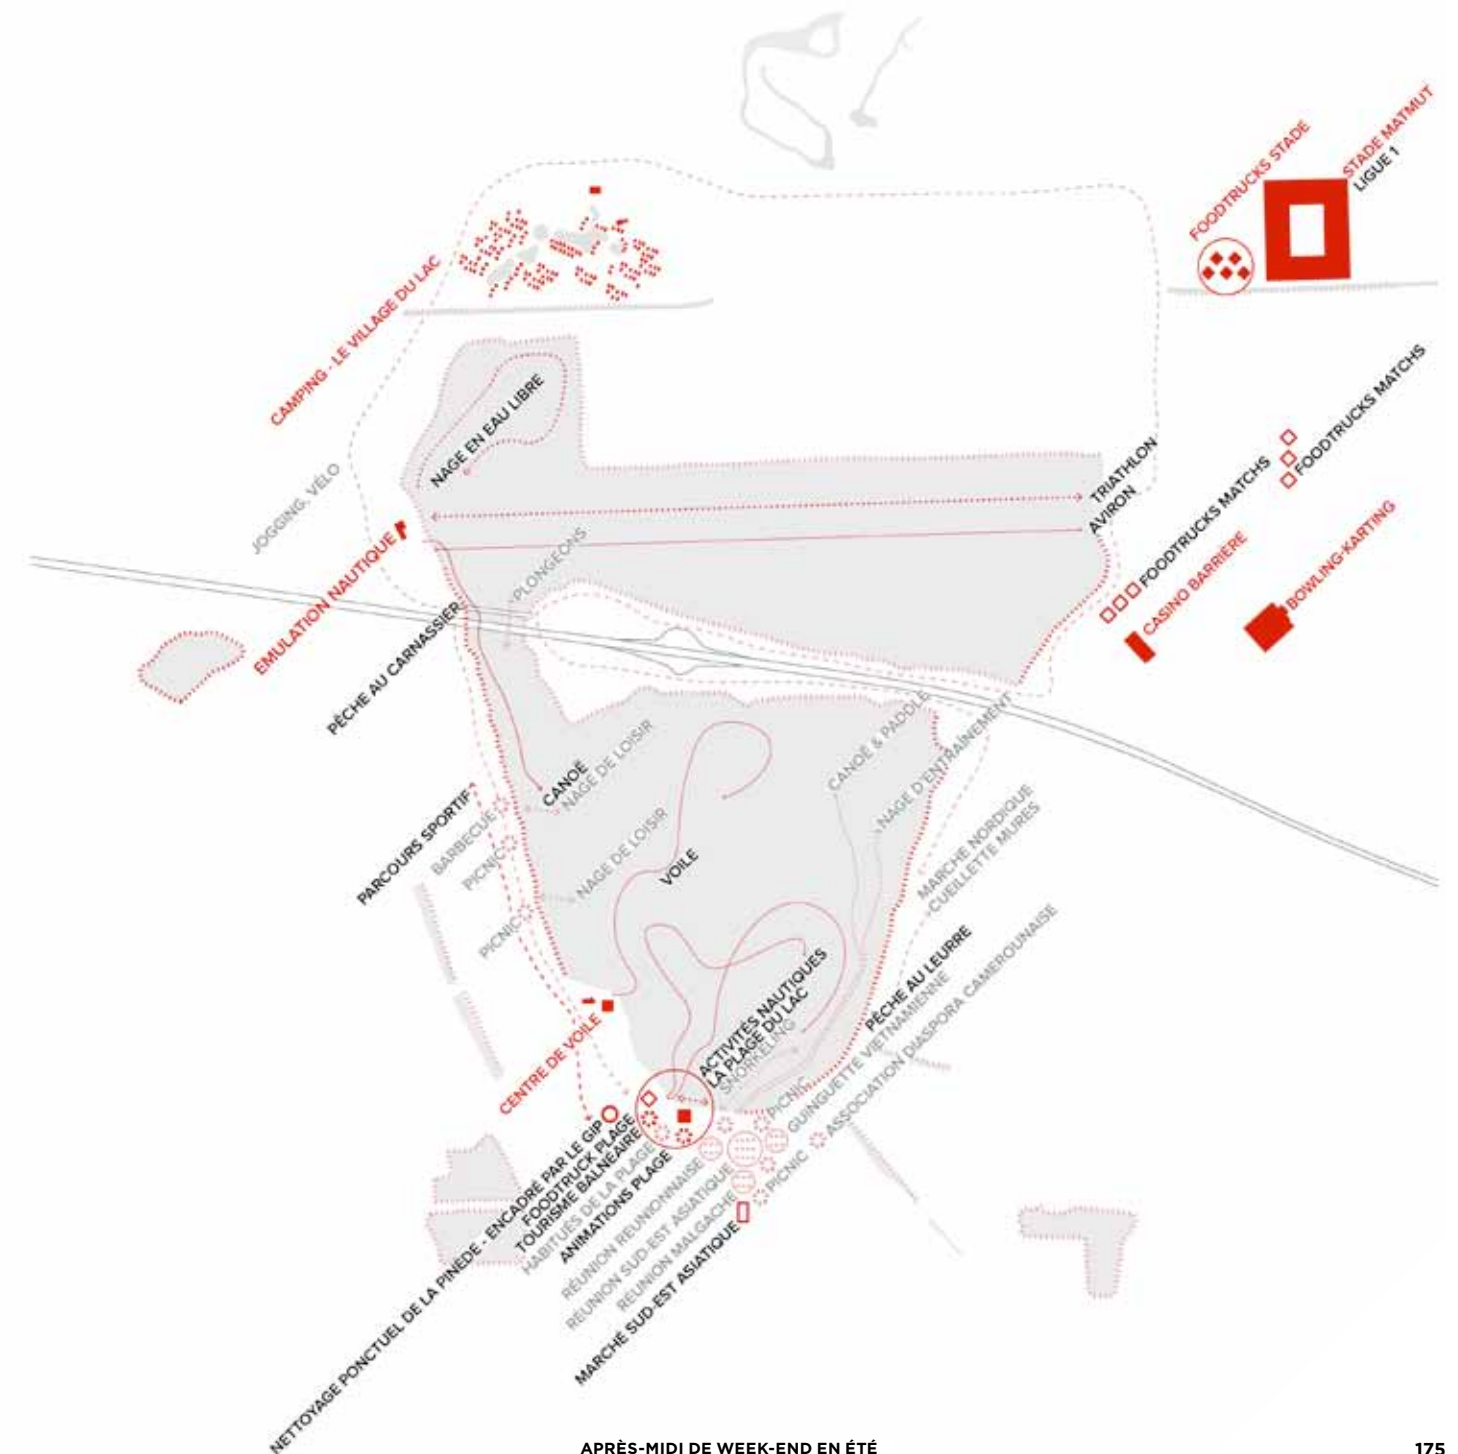 STADE MATMUT
LIGUE 1
FOODTRUCKS STADE
CAMPING - LE VILLAGE DU LAC
NAGE EN EAU LIBRE
JOGGING, VÉLO
TRIATHLON
AVIRON
FOODTRUCKS MATCHS
FOODTRUCKS MATCHS
CASINO BARRIÈRE
BOWLING-KARTING
EMULATION NAUTIQUE
PLONGEONS
PÊCHE AU CARNASSIER
CANOË
NAGE DE LOISIR
CANOË & PADDLE
NAGE D'ENTRAÎNEMENT
PARCOURS SPORTIF
BARBECUE
PICNIC
NAGE DE LOISIR
VOILE
MARCHE NORDIQUE
CUEILLETTE MURES
PICNIC
PÊCHE AU LEURRE
ACTIVITÉS NAUTIQUES
LA PLAGE DU LAC
SNORKELING
CENTRE DE VOILE
PICNIC
GUINGUETTE VIETNAMIENNE
ASSOCIATION DIASPORA CAMEROUNAISE
PICNIC
NETTOYAGE PONCTUEL DE LA PINÈDE - ENCADRÉ PAR LE GIP
FOODTRUCK PLAGE
TOURISME BALNÉAIRE
HABITUÉS DE LA PLAGE
ANIMATIONS PLAGE
RÉUNION REUNIONNAISE
RÉUNION SUD-EST ASIATIQUE
RÉUNION MALGACHE
MARCHÉ SUD-EST ASIATIQUE
APRÈS-MIDI DE WEEK-END EN ÉTÉ
175